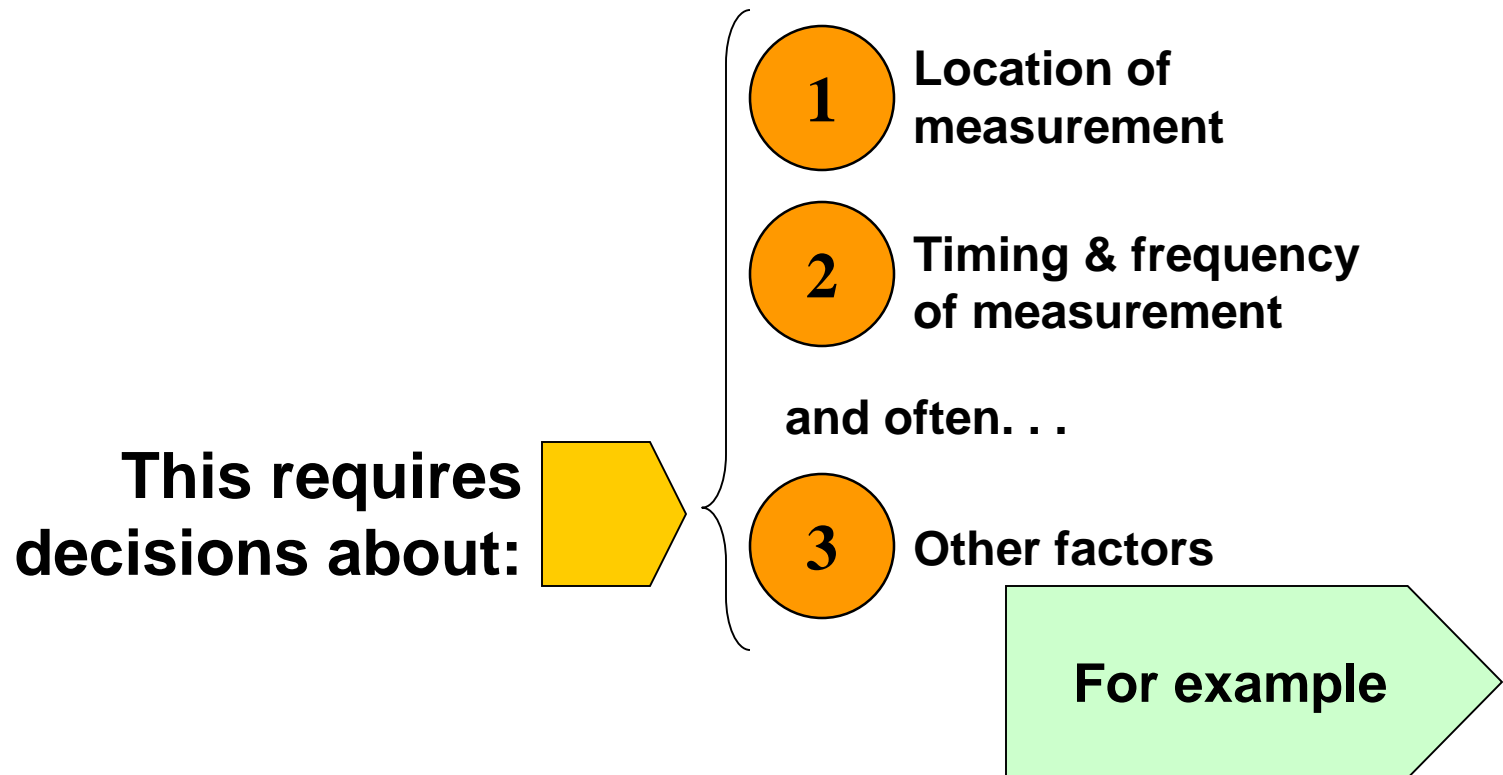 This requires
decisions about:
1
Location of
measurement
2
Timing & frequency
of measurement
and often. . .
3
Other factors
For example